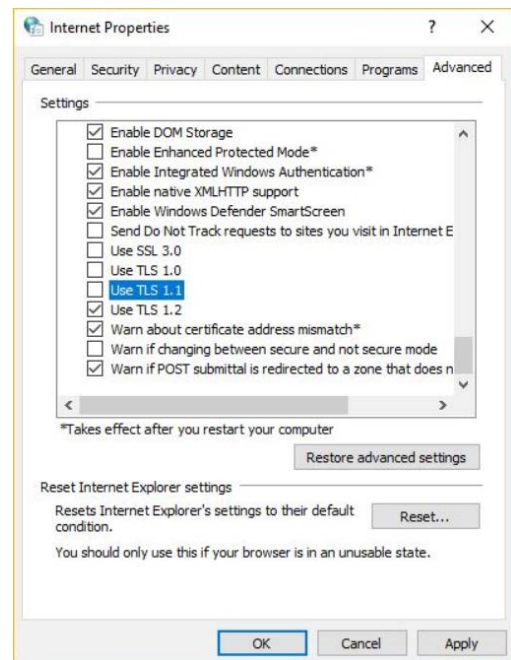 Internet Properties
?
General Security Privacy Content Connections Programs Advanced
Settings
Enable DOM Storage
Enable Enhanced Protected Mode*
Enable Integrated Windows Authentication*
Enable native XMLHTTP support
Enable Windows Defender SmartScreen
Send Do Not Track requests to sites you visit in Internet E
Use SSL 3.0
Use TLS 1.0
Use TLS 1.1
Use TLS 1.2
Warn about certificate address mismatch*
Warn if changing between secure and not secure mode
Warn if POST submittal is redirected to a zone that does n
*Takes effect after you restart your computer
Restore advanced settings
Reset Internet Explorer settings
Resets Internet Explorer's settings to their default
condition.
Reset...
You should only use this if your browser is in an unusable state.
OK Cancel Apply